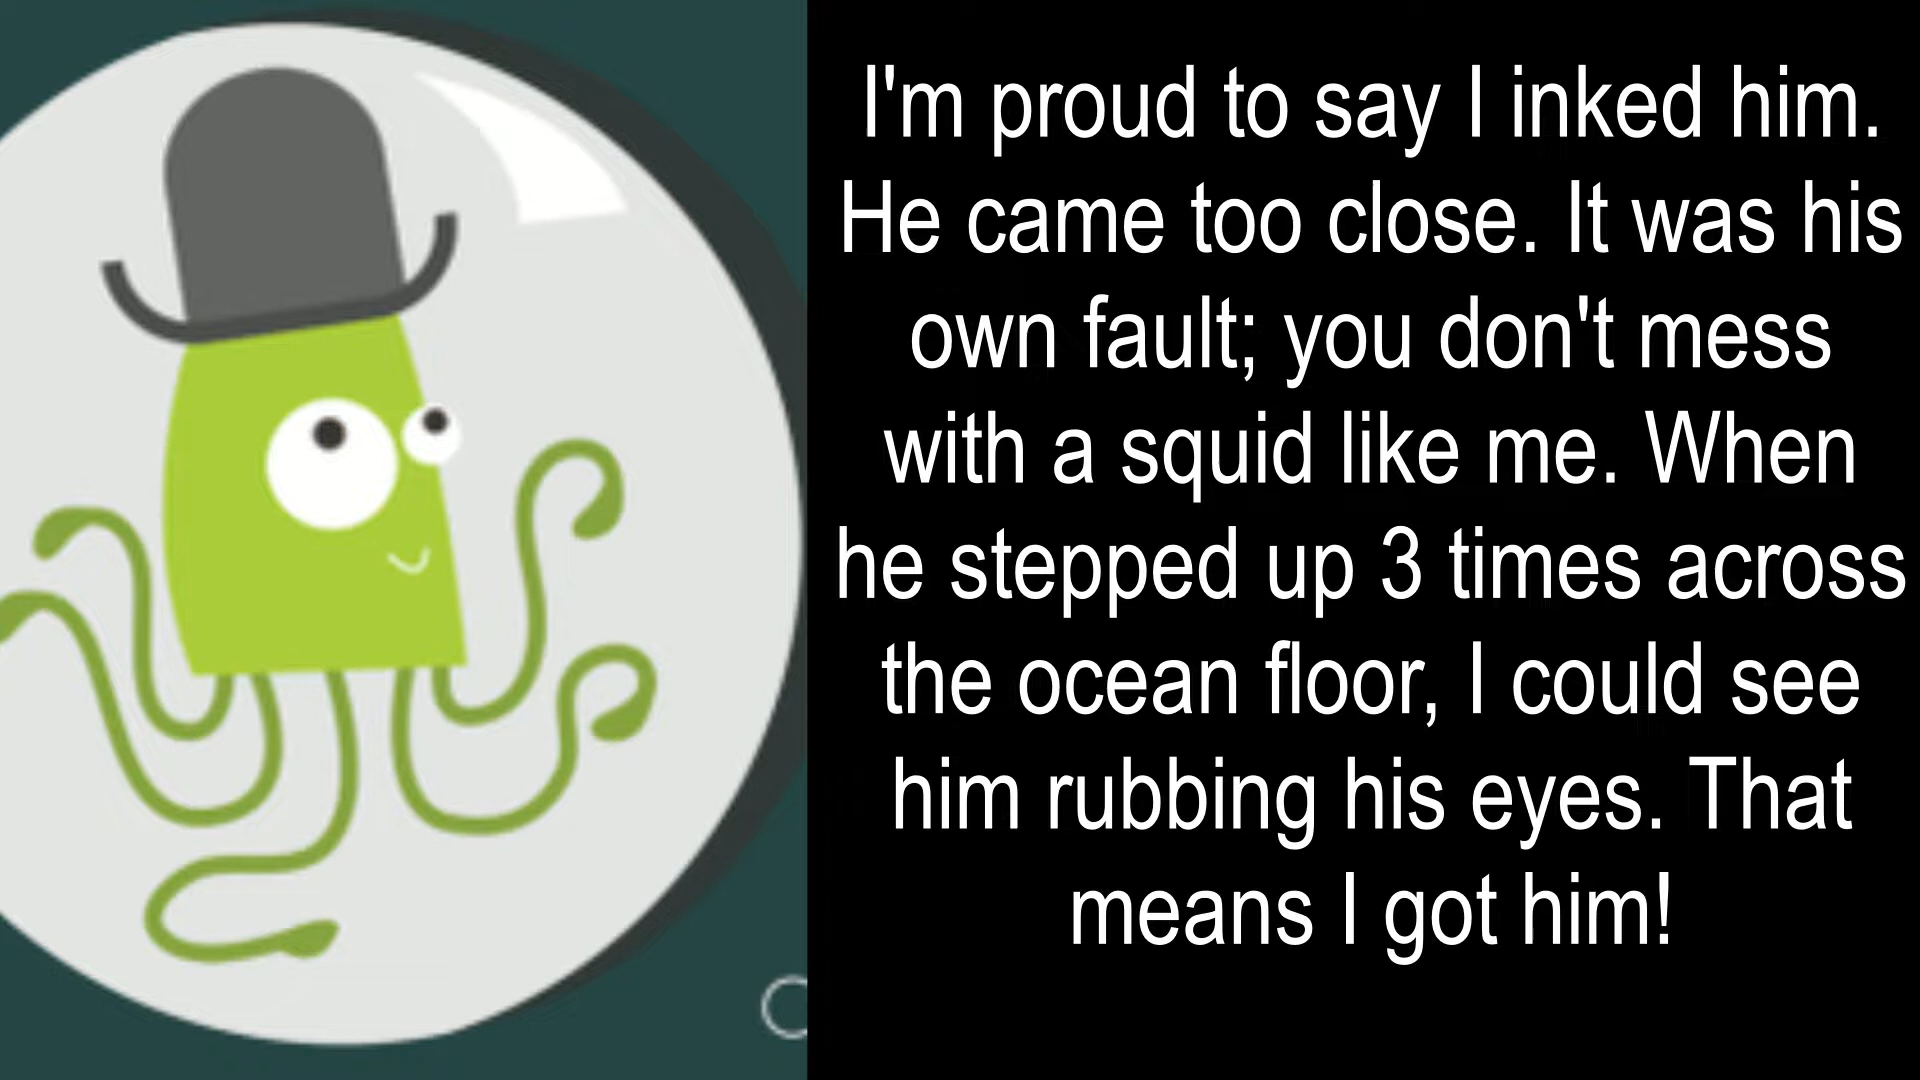 I'm proud to say I inked him.
He came too close. It was his
own fault; you don't mess
with a squid like me. When
he stepped up 3 times across
the ocean floor, I could see
him rubbing his eyes. That
means I got him!